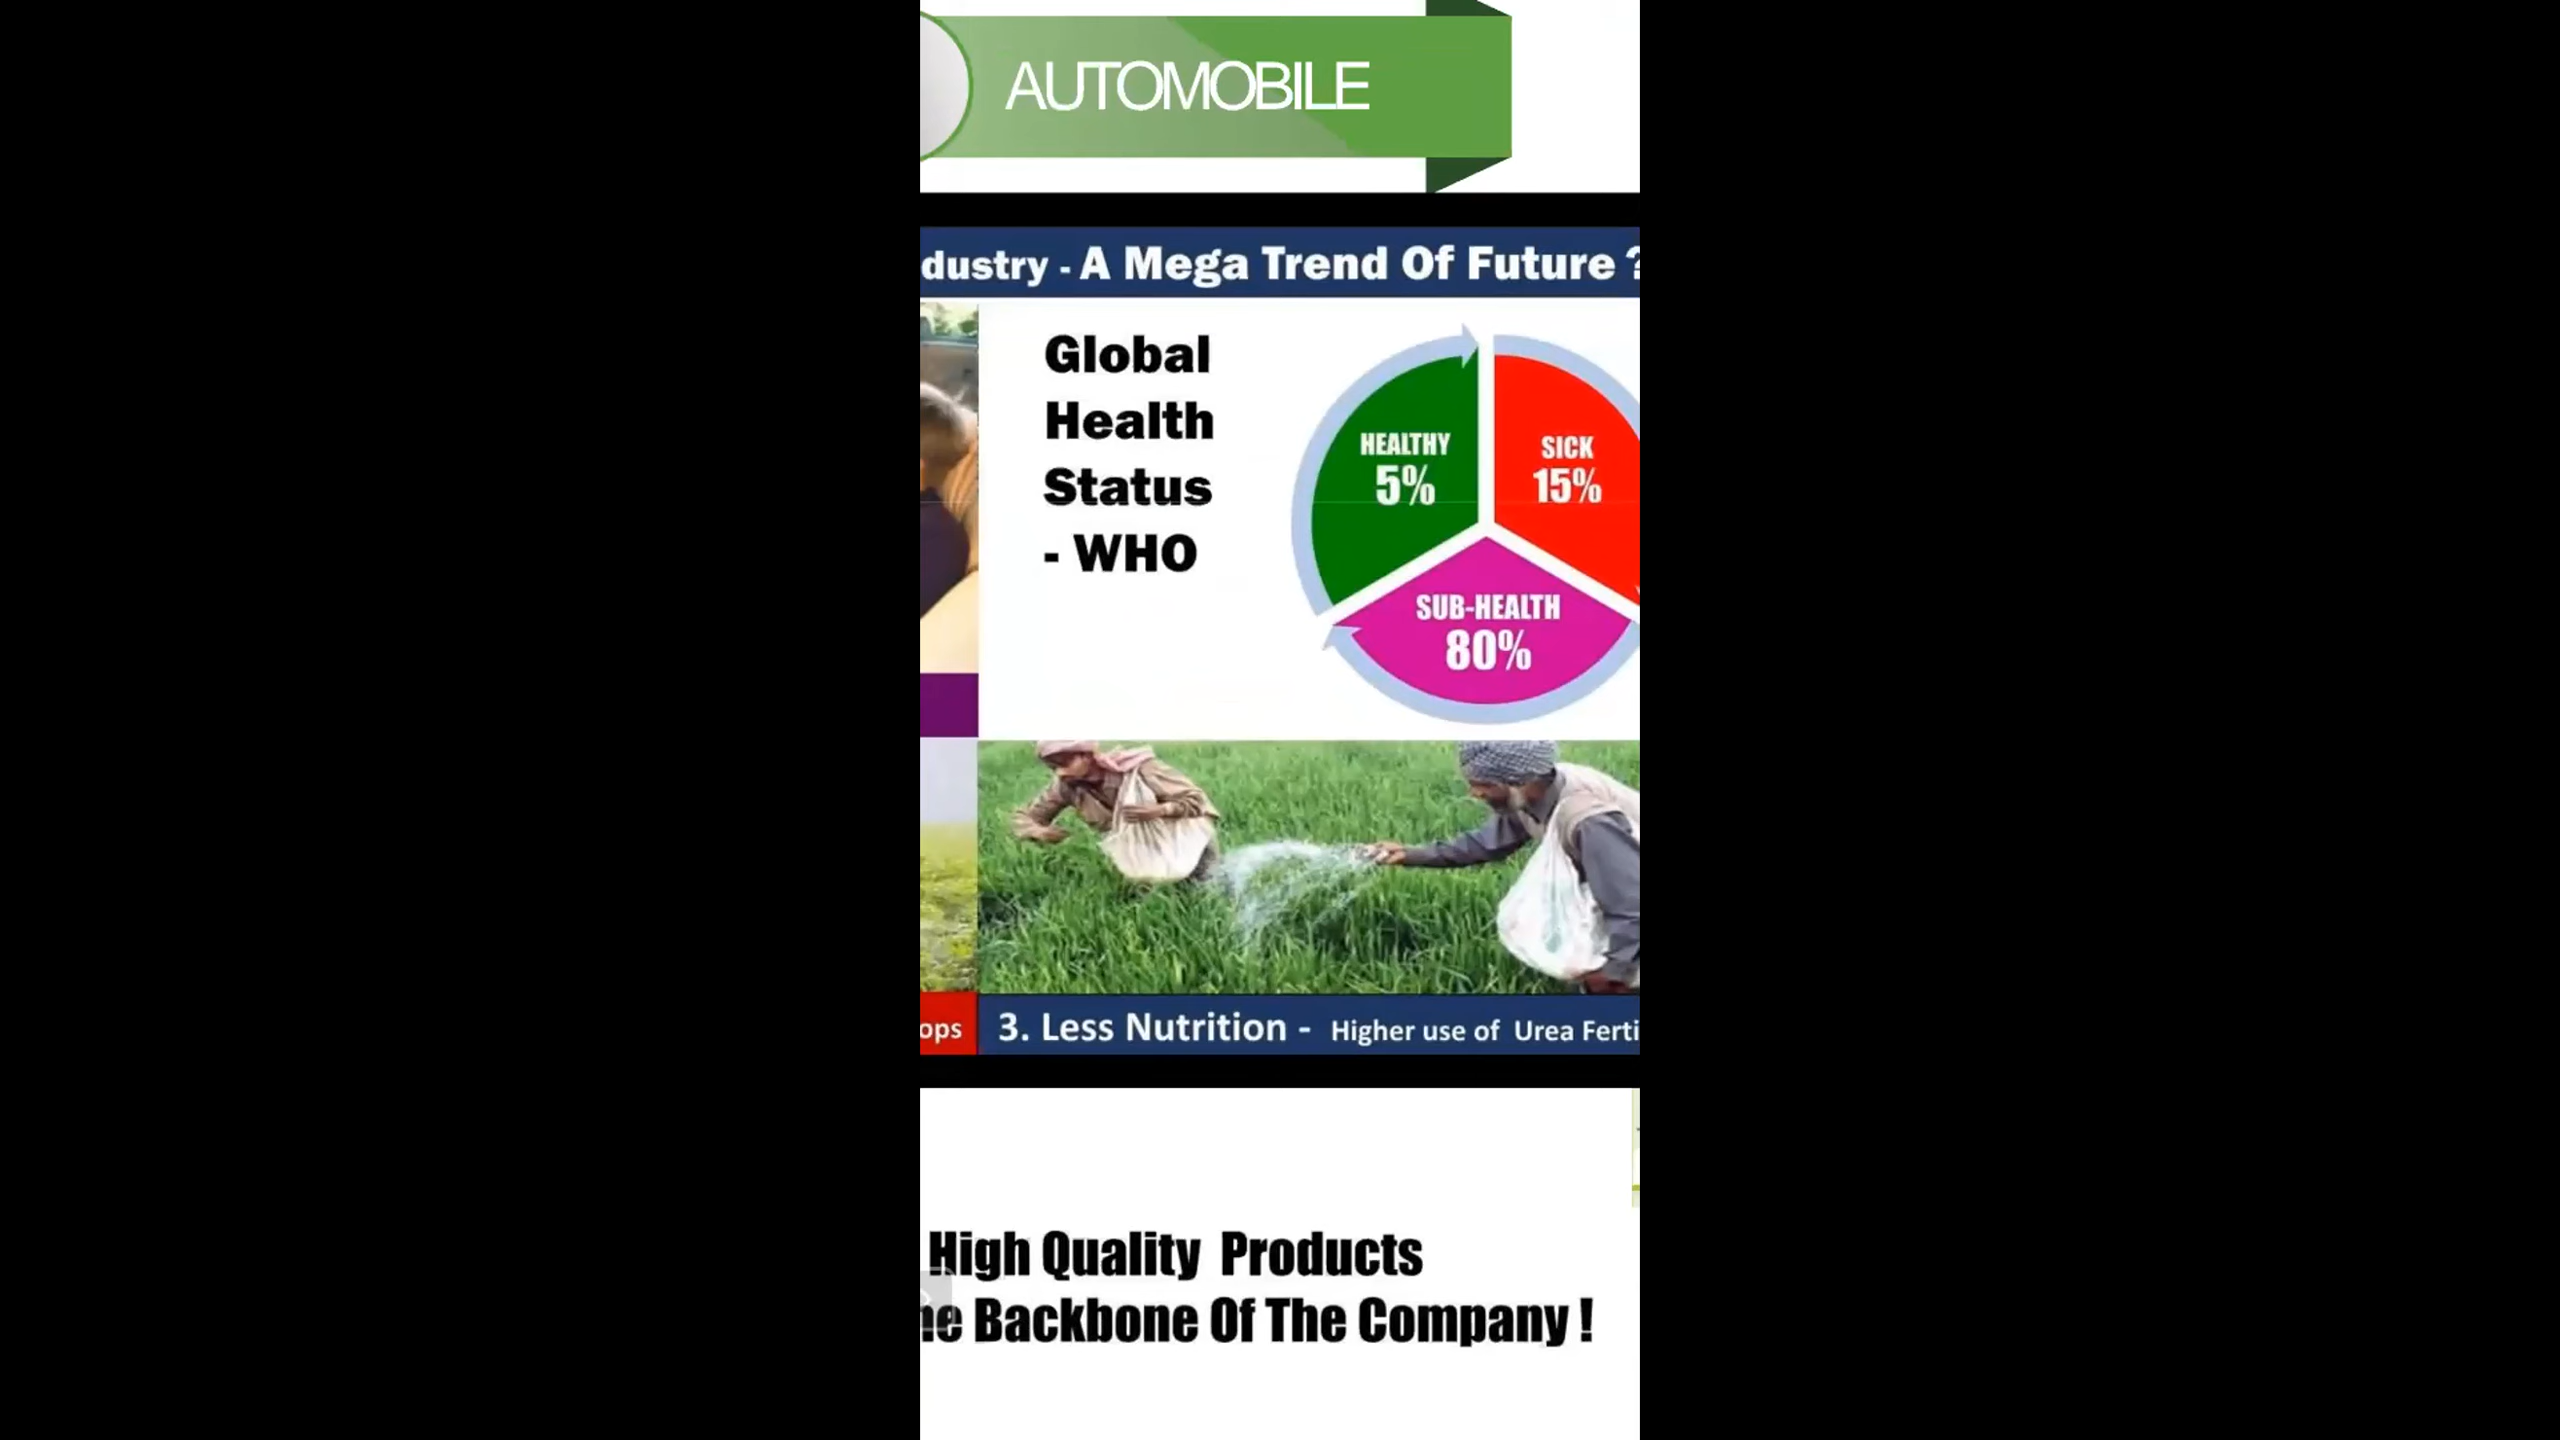 AUTOMOBILE
dustry - A Mega Trend Of Future ?
Global
Health
Status
- WHO
HEALTHY
5%
SICK
15%
SUB-HEALTH
80%
ops
3. Less Nutrition - Higher use of Urea Ferti
High Quality Products
he Backbone Of The Company !